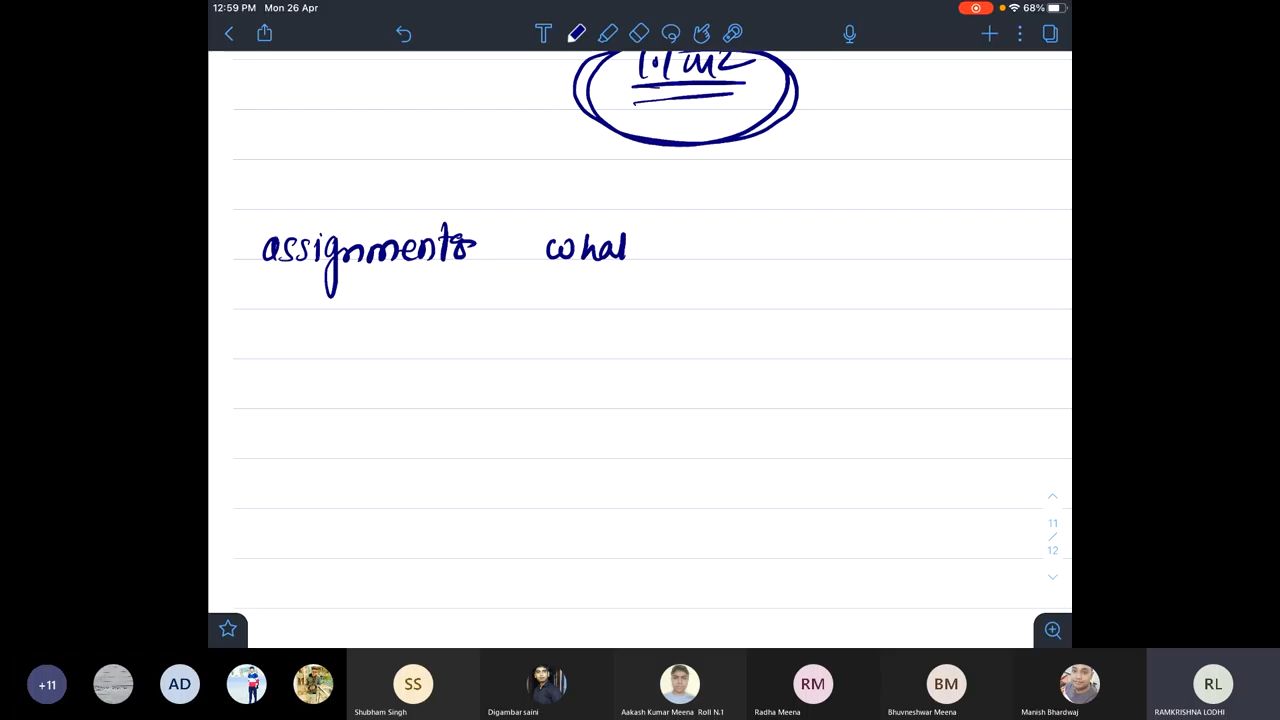 12:59 PM Mon 26 Apr 68%
T
assignments what
11
12
+11 AD SS RM BM RL
Shubham Singh Digambar saini Aakash Kumar Meena Roll N.1 Radha Meena Bhuvneshwar Meena Manish Bhardwaj RAMKRISHNA LODHI